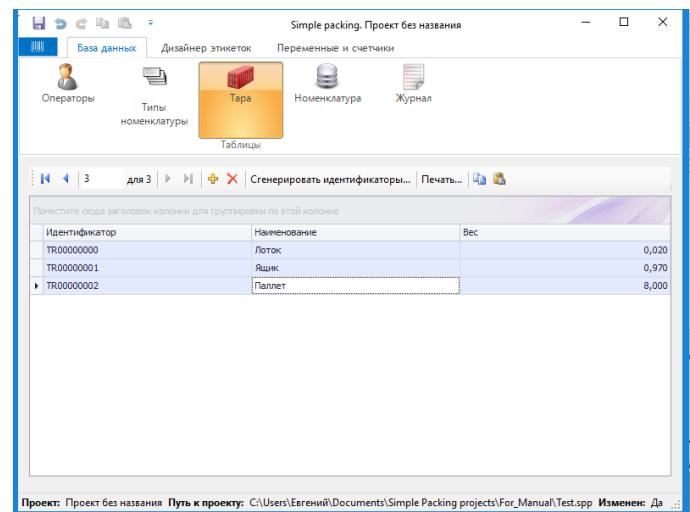 Simple packing. Проект без названия
База данных Дизайнер этикеток Переменные и счетчики
Операторы Типы номенклатуры Тара Номенклатура Журнал
Таблицы
3 для 3 Сгенерировать идентификаторы... Печать...
Поместите сюда заголовок колонки для группировки по этой колонке
Идентификатор Наименование Вес
TR00000000 Лоток 0,020
TR00000001 Ящик 0,970
TR00000002 Паллет 8,000
Проект: Проект без названия Путь к проекту: C:\Users\Евгений\Documents\Simple Packing projects\For_Manual\Test.spp Изменен: Да